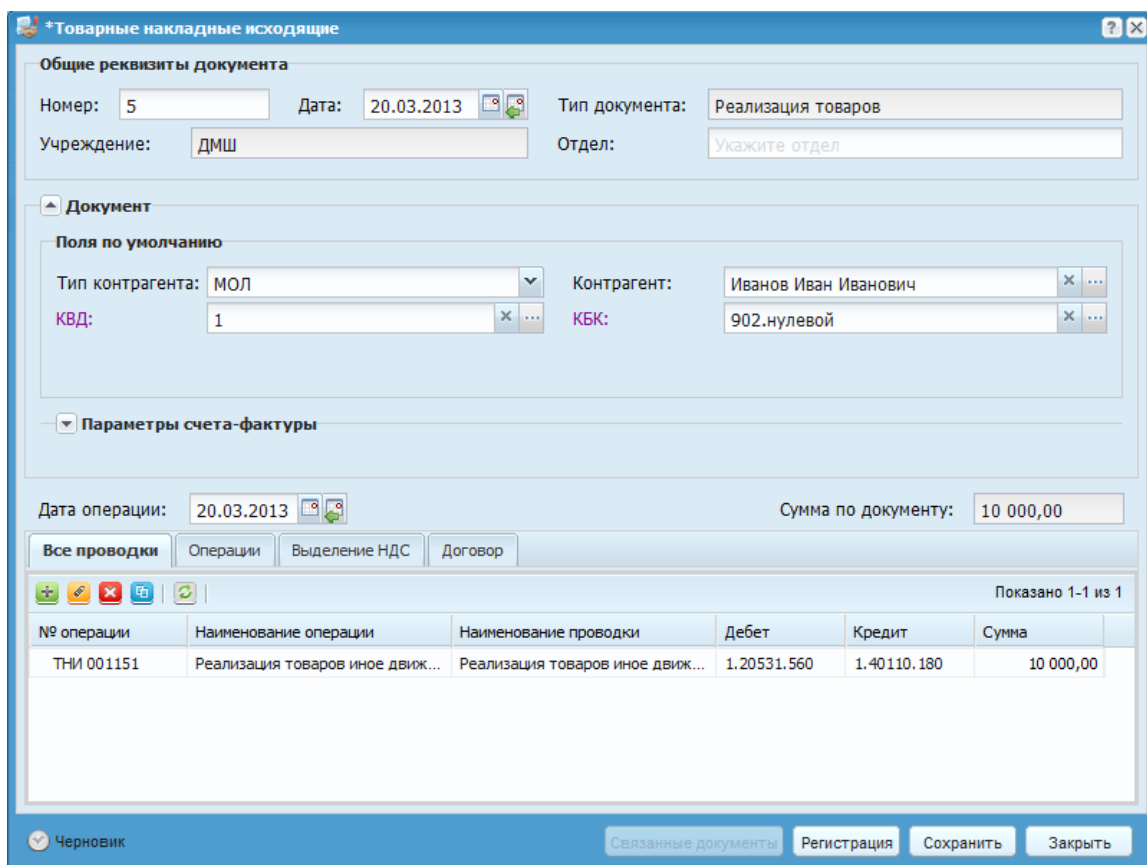 *Товарные накладные исходящие
Общие реквизиты документа
Номер: 5 Дата: 20.03.2013 Тип документа: Реализация товаров
Учреждение: ДМШ Отдел: Укажите отдел
Документ
Поля по умолчанию
Тип контрагента: МОЛ Контрагент: Иванов Иван Иванович
КВД: 1 КБК: 902.нулевой
Параметры счета-фактуры
Дата операции: 20.03.2013 Сумма по документу: 10 000,00
Все проводки Операции Выделение НДС Договор
Показано 1-1 из 1
№ операции Наименование операции Наименование проводки Дебет Кредит Сумма
ТНИ 001151 Реализация товаров иное движ... Реализация товаров иное движ... 1.20531.560 1.40110.180 10 000,00
Черновик Связанные документы Регистрация Сохранить Закрыть